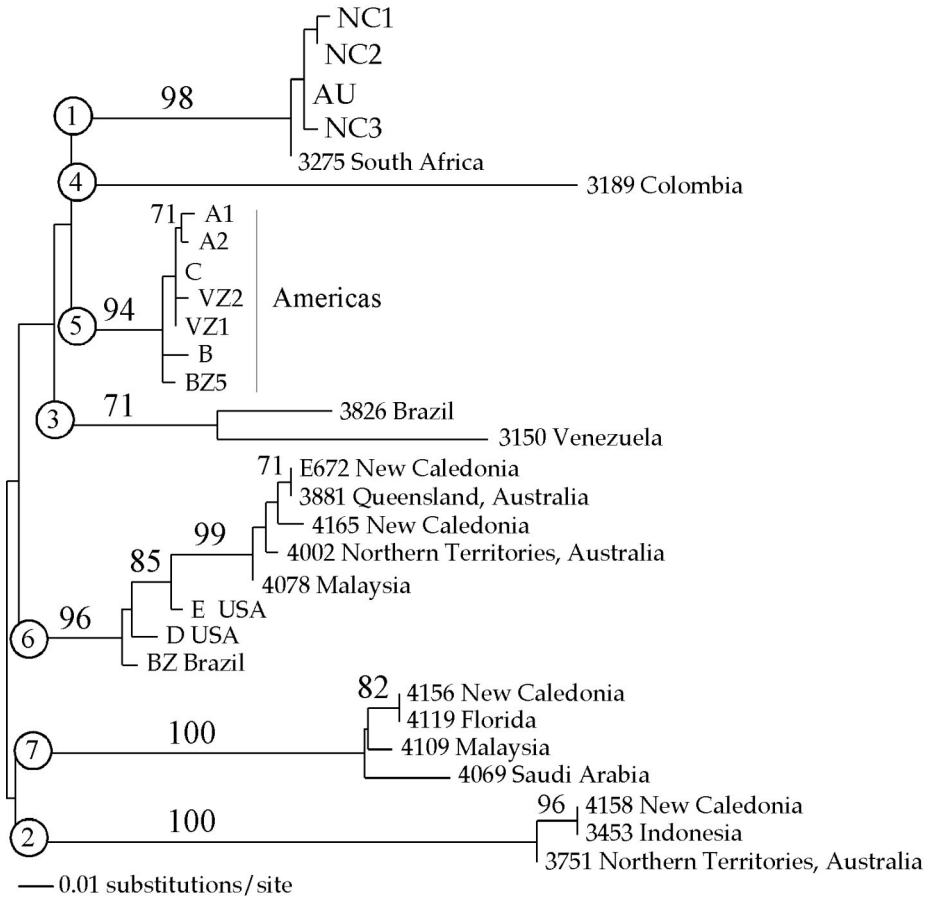 NC1
NC2
98
AU
1
NC3
3275 South Africa
4
3189 Colombia
71
A1
A2
C
VZ2
Americas
94
5
VZ1
B
BZ5
3826 Brazil
71
3
3150 Venezuela
71
E672 New Caledonia
3881 Queensland, Australia
4165 New Caledonia
99
4002 Northern Territories, Australia
85
4078 Malaysia
E USA
96
6
D USA
BZ Brazil
82
4156 New Caledonia
4119 Florida
100
7
4109 Malaysia
4069 Saudi Arabia
96
4158 New Caledonia
100
2
3453 Indonesia
3751 Northern Territories, Australia
0.01 substitutions/site